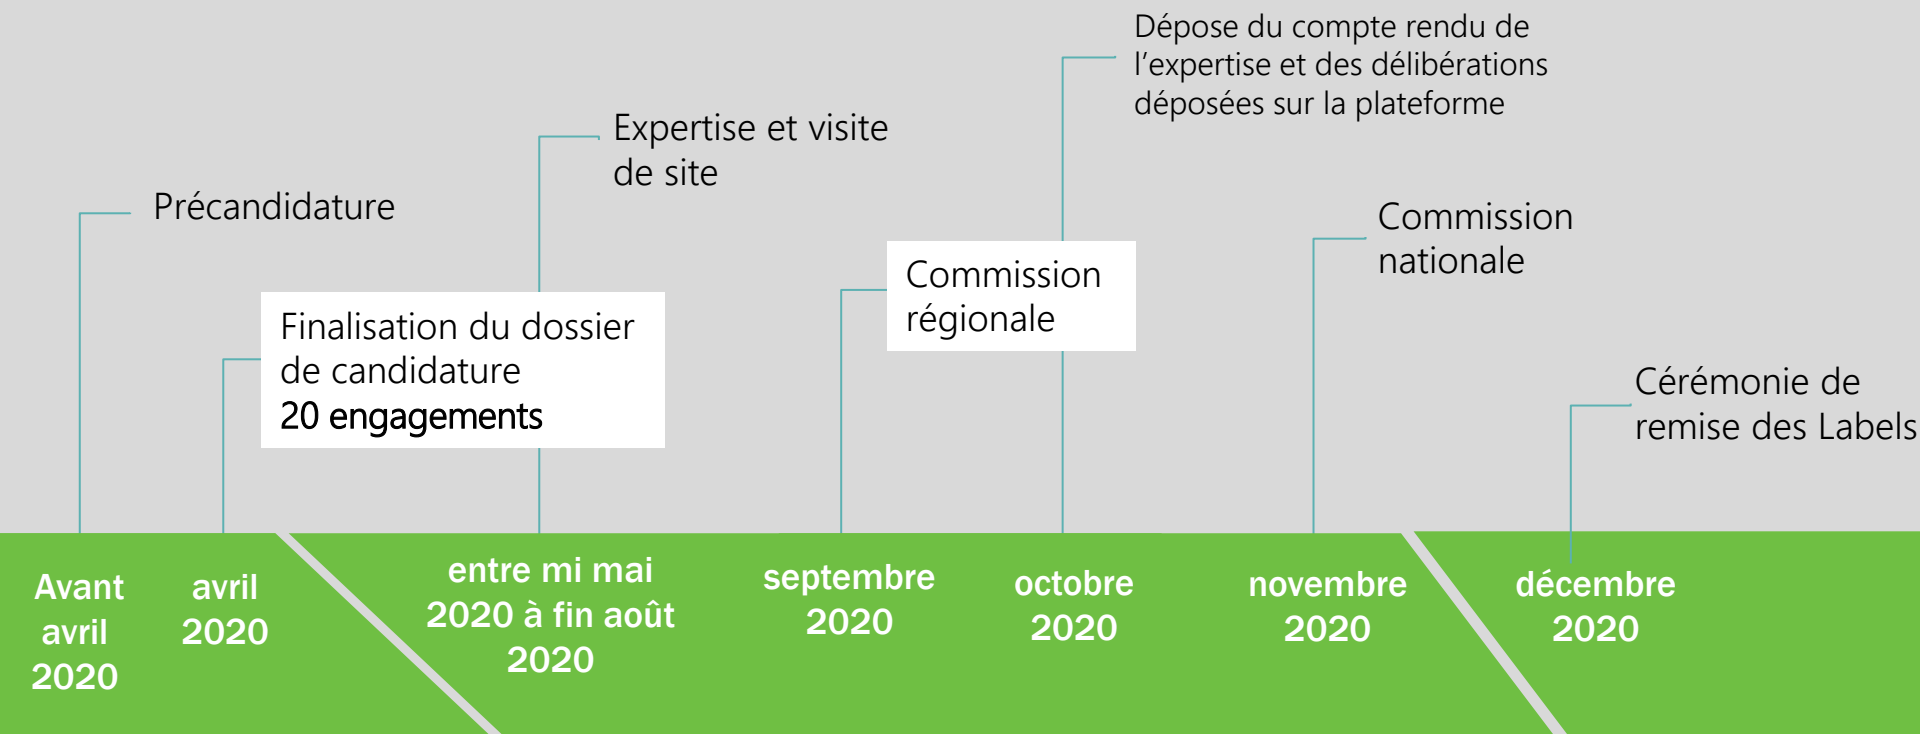 Dépose du compte rendu de
l'expertise et des délibérations
déposées sur la plateforme
Expertise et visite
de site
Précandidature
Commission
nationale
Commission
régionale
Finalisation du dossier
de candidature
20 engagements
Cérémonie de
remise des Labels
Avant
avril
2020
avril
2020
entre mi mai
2020 à fin août
2020
septembre
2020
octobre
2020
novembre
2020
décembre
2020